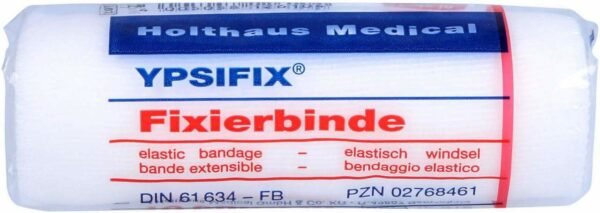 Holthaus Medical
YPSIFIX®
Fixierbinde
elastic bandage – elastisch windsel
bande extensible – bendaggio elastico
DIN 61 634 – FB PZN 02768461